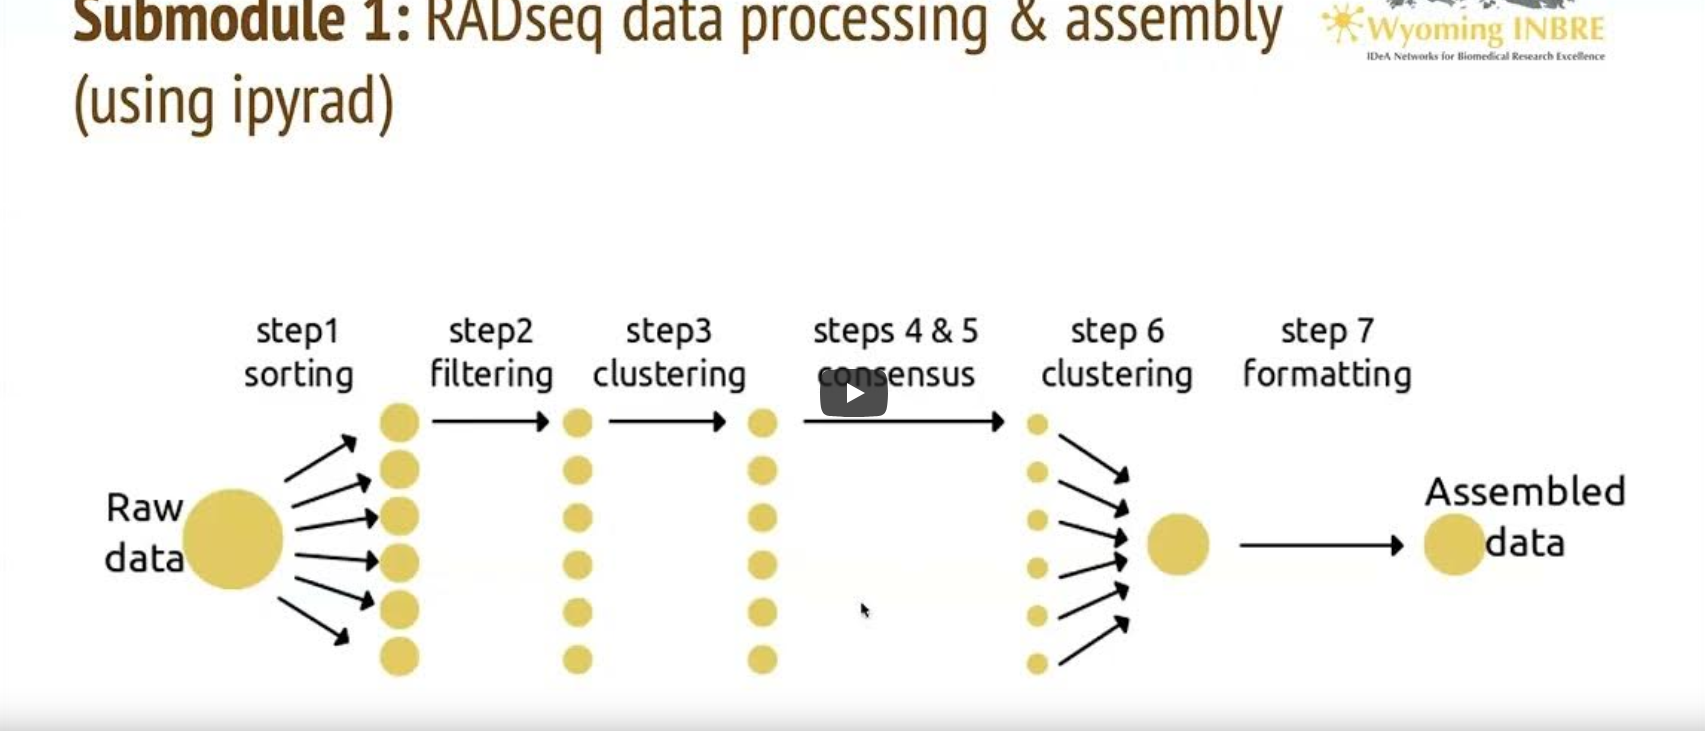 Submodule 1: RADseq data processing & assembly
(using ipyrad)
Wyoming INBRE
IDeA Networks for Biomedical Research Excellence
step1
sorting
step2
filtering
step3
clustering
steps 4 & 5
consensus
step 6
clustering
step 7
formatting
Raw
data
Assembled
data